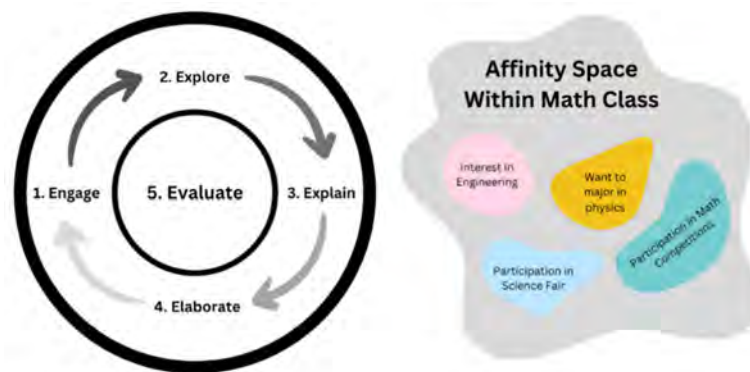 2. Explore
1. Engage
5. Evaluate
3. Explain
4. Elaborate
Affinity Space
Within Math Class
Interest in
Engineering
Want to
major in
physics
Participation in Math
Competitions
Participation in
Science Fair